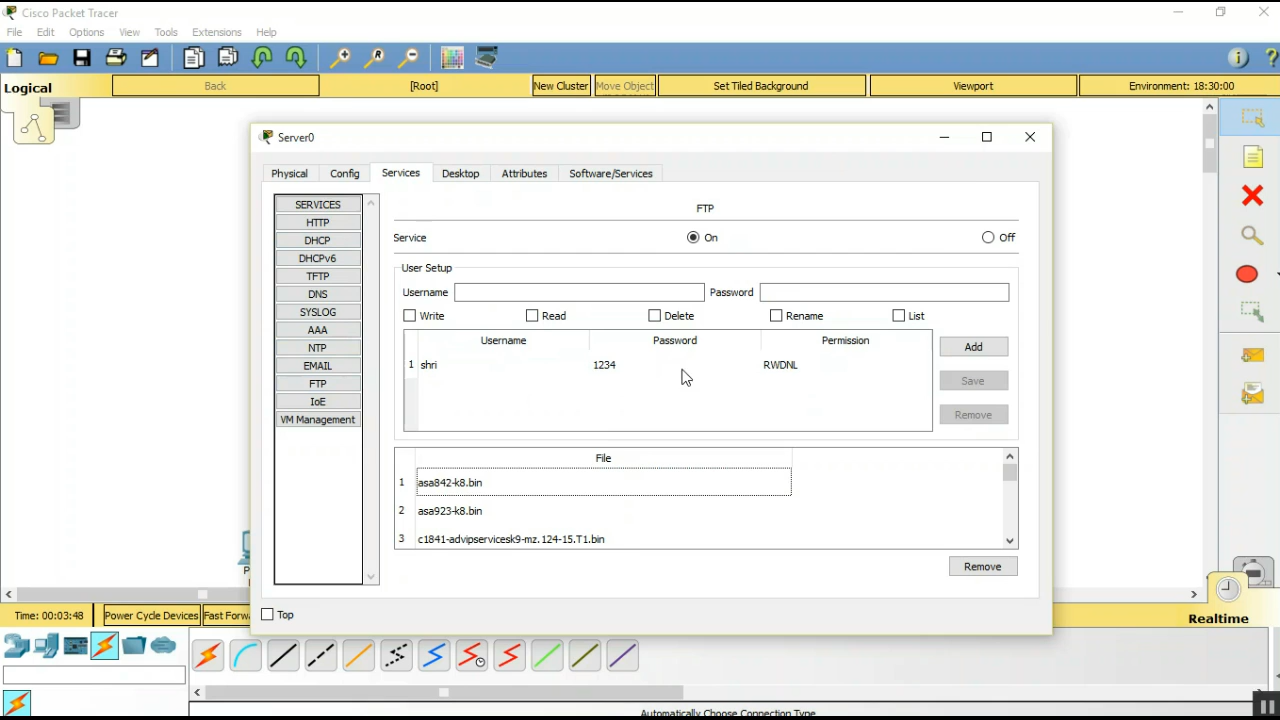 Cisco Packet Tracer
File Edit Options View Tools Extensions Help
Logical
Back
[Root]
New Cluster
Move Object
Set Tiled Background
Viewport
Environment: 18:30:00
Server0
Physical Config Services Desktop Attributes Software/Services
SERVICES
HTTP
DHCP
DHCPv6
TFTP
DNS
SYSLOG
AAA
NTP
EMAIL
FTP
IoE
VM Management
FTP
Service On Off
User Setup
Username Password
Write Read Delete Rename List
Username Password Permission
1 shri 1234 RWDNL
Add
Save
Remove
File
1 asa842-k8.bin
2 asa923-k8.bin
3 c1841-advipservicesk9-mz.124-15.T1.bin
Remove
Top
Time: 00:03:48 Power Cycle Devices Fast Forw
Realtime
Automatically Choose Connection Type